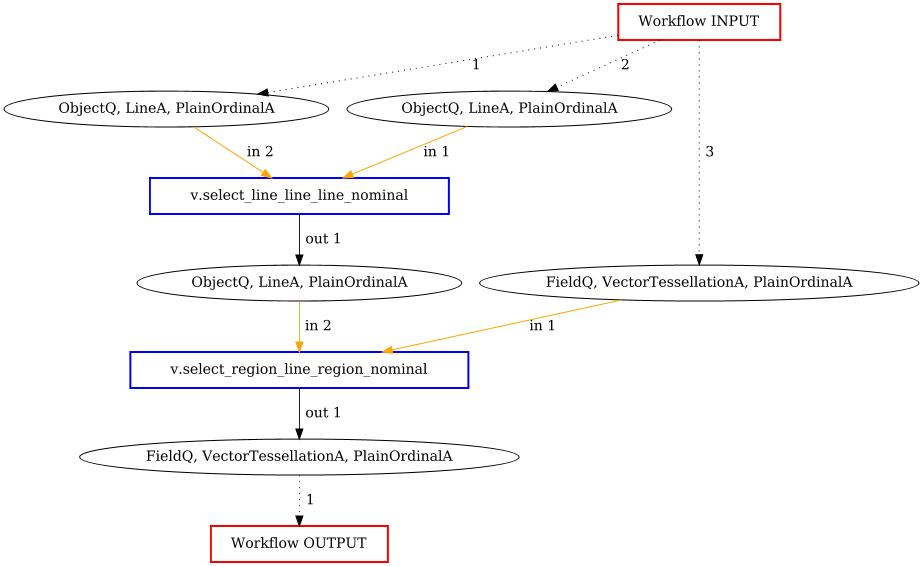 Workflow INPUT
1
2
ObjectQ, LineA, PlainOrdinalA
ObjectQ, LineA, PlainOrdinalA
in 2
in 1
3
v.select_line_line_line_nominal
out 1
ObjectQ, LineA, PlainOrdinalA
FieldQ, VectorTessellationA, PlainOrdinalA
in 2
in 1
v.select_region_line_region_nominal
out 1
FieldQ, VectorTessellationA, PlainOrdinalA
1
Workflow OUTPUT